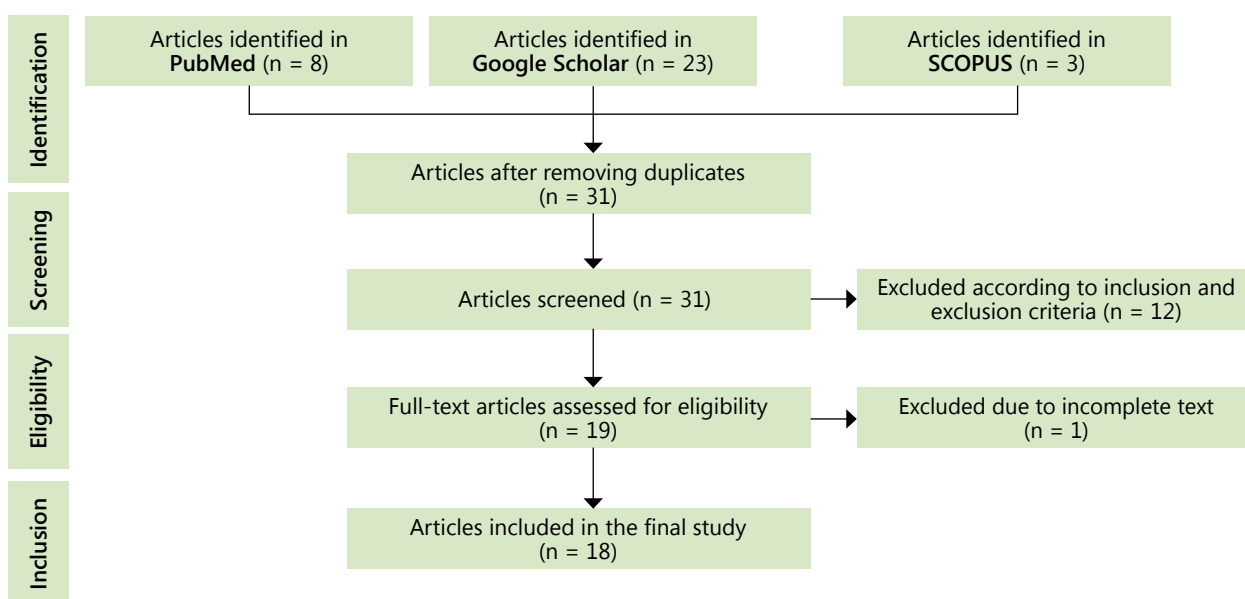 Identification
Articles identified in
PubMed (n = 8)
Articles identified in
Google Scholar (n = 23)
Articles identified in
SCOPUS (n = 3)
Articles after removing duplicates
(n = 31)
Screening
Articles screened (n = 31)
Excluded according to inclusion and
exclusion criteria (n = 12)
Eligibility
Full-text articles assessed for eligibility
(n = 19)
Excluded due to incomplete text
(n = 1)
Inclusion
Articles included in the final study
(n = 18)